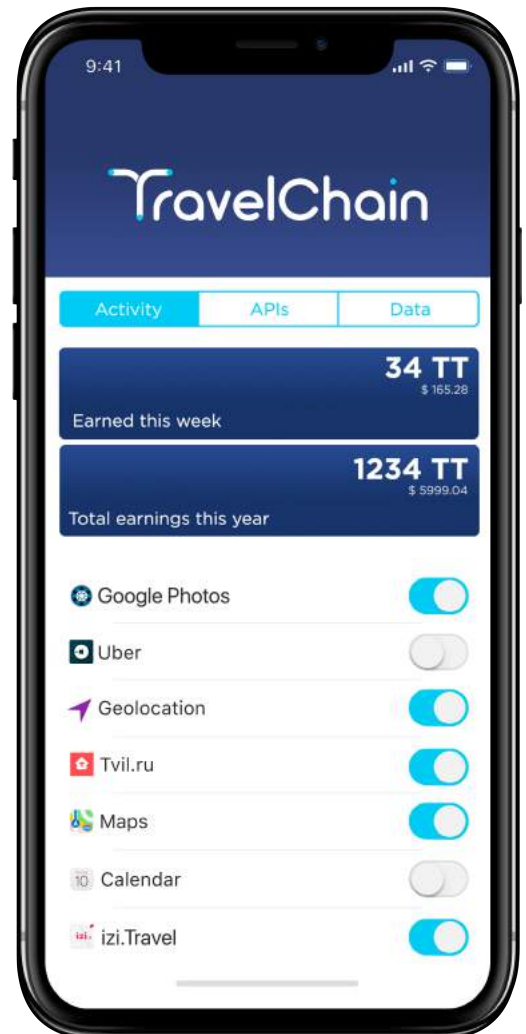 9:41
TravelChain
Activity APIs Data
34 TT
$ 165.28
Earned this week
1234 TT
$ 5999.04
Total earnings this year
Google Photos
Uber
Geolocation
Tvil.ru
Maps
10 Calendar
izi. izi.Travel